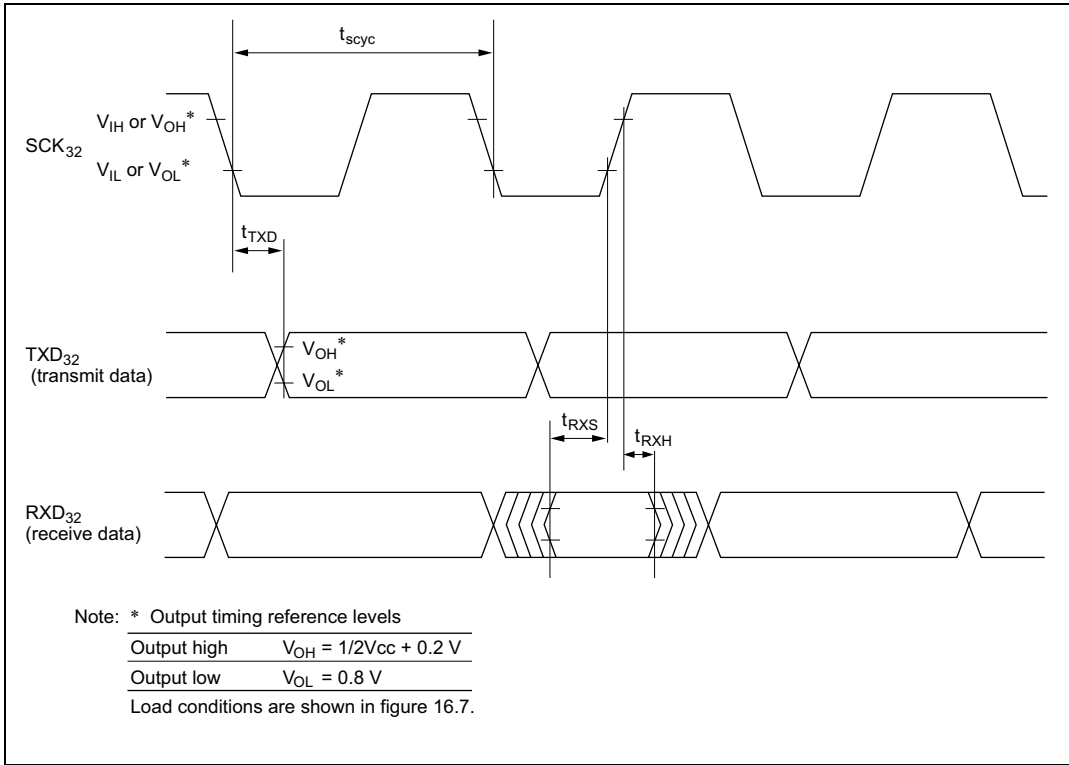 tscyc
VIH or VOH*
SCK32
VIL or VOL*
tTXD
TXD32
(transmit data)
VOH*
VOL*
tRXS
tRXH
RXD32
(receive data)
Note: * Output timing reference levels
Output high VOH = 1/2Vcc + 0.2 V
Output low VOL = 0.8 V
Load conditions are shown in figure 16.7.